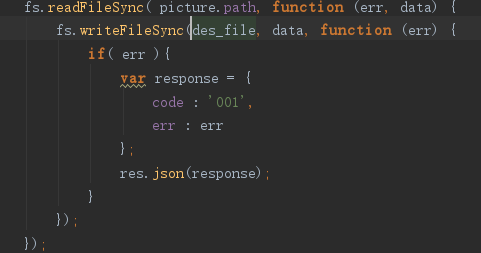 fs.readFileSync( picture.path, function (err, data) {
fs.writeFileSync(des_file, data, function (err) {
if( err ){
var response = {
code : '001',
err : err
};
res.json(response);
}
});
});